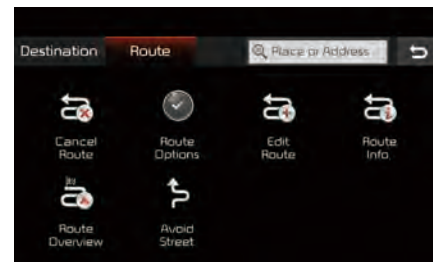 Destination
Route
Place or Address
Cancel
Route
Route
Options
Edit
Route
Route
Info.
Route
Overview
Avoid
Street